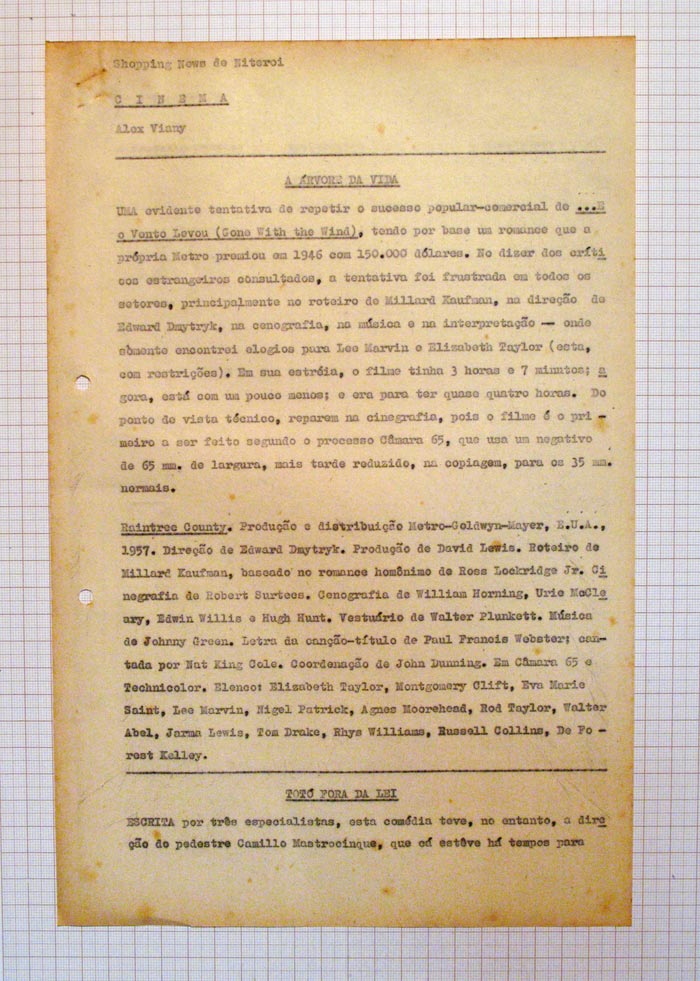 Shopping News de Niteroi
C I N E M A
Alex Viany
A ÁRVORE DA VIDA
UMA evidente tentativa de repetir o sucesso popular-comercial de ...E
o Vento Levou (Gone With the Wind), tendo por base um romance que a
própria Metro premiou em 1946 com 150.000 dólares. No dizer dos críti
cos estrangeiros consultados, a tentativa foi frustrada em todos os
setores, principalmente no roteiro de Millard Kaufman, na direção de
Edward Dmytryk, na cenografia, na música e na interpretação — onde
sòmente encontrei elogios para Lee Marvin e Elizabeth Taylor (esta,
com restrições). Em sua estréia, o filme tinha 3 horas e 7 minutos; a
gora, está com um pouco menos; e era para ter quase quatro horas. Do
ponto de vista técnico, reparem na cinegrafia, pois o filme é o pri -
meiro a ser feito segundo o processo Câmara 65, que usa um negativo
de 65 mm. de largura, mais tarde reduzido, na copiagem, para os 35 mm.
normais.
Raintree County. Produção e distribuição Metro-Goldwyn-Mayer, E.U.A.,
1957. Direção de Edward Dmytryk. Produção de David Lewis. Roteiro de
Millard Kaufman, baseado no romance homônimo de Ross Lockridge Jr. Ci
negrafia de Robert Surtees. Cenografia de William Horning, Urie McCle
ary, Edwin Willis e Hugh Hunt. Vestuário de Walter Plunkett. Música
de Johnny Green. Letra da canção-título de Paul Francis Webster; can-
tada por Nat King Cole. Coordenação de John Dunning. Em Câmara 65 e
Technicolor. Elenco: Elizabeth Taylor, Montgomery Clift, Eva Marie
Saint, Lee Marvin, Nigel Patrick, Agnes Moorehead, Rod Taylor, Walter
Abel, Jarma Lewis, Tom Drake, Rhys Williams, Russell Collins, De Fo -
rest Kelley.
TOTÓ FORA DA LEI
ESCRITA por três especialistas, esta comédia teve, no entanto, a dire
ção do pedestre Camillo Mastrocinque, que cá estêve há tempos para